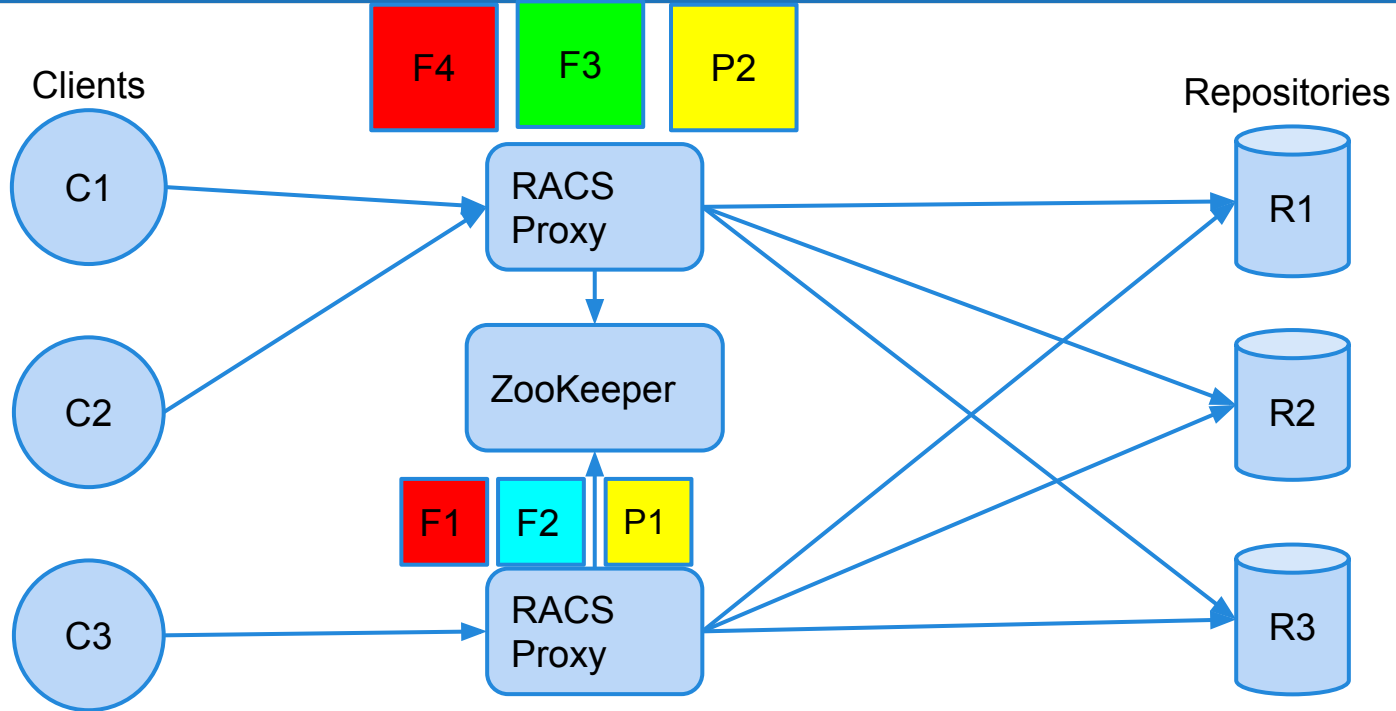 F4
F3
P2
Clients
Repositories
C1
RACS
Proxy
R1
ZooKeeper
C2
R2
F1
F2
P1
RACS
Proxy
C3
R3